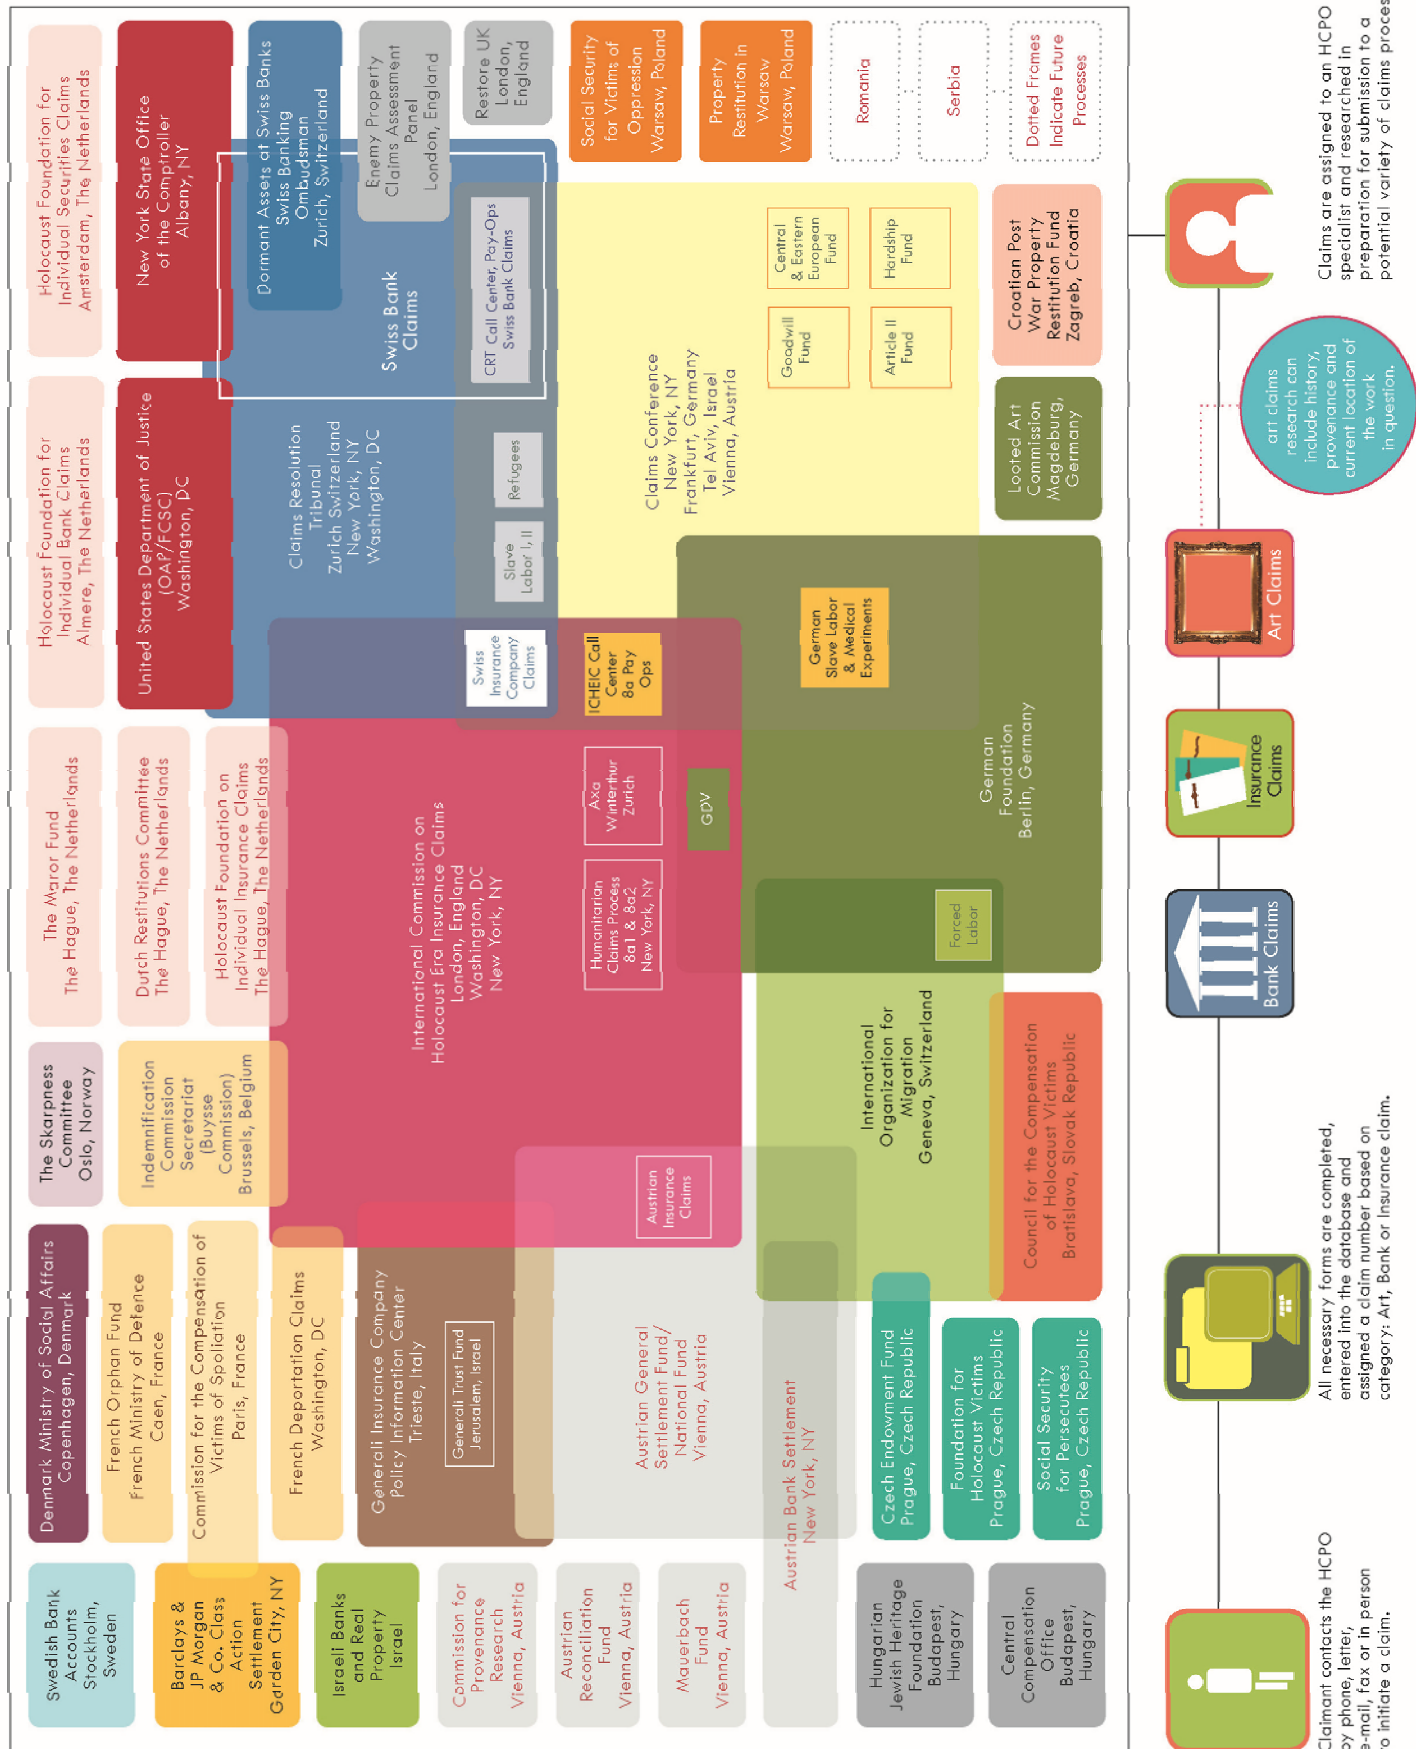 Swedish Bank
Accounts
Stockholm,
Sweden
Denmark Ministry of Social Affairs
Copenhagen, Denmark
The Skarpness
Committee
Oslo, Norway
The Maror Fund
The Hague, The Netherlands
Holocaust Foundation for
Individual Bank Claims
Almere, The Netherlands
Holocaust Foundation for
Individual Securities Claims
Amsterdam, The Netherlands
Barclays &
JP Morgan
& Co. Class
Action
Settlement
Garden City, NY
French Orphan Fund
French Ministry of Defence
Caen, France
Commission for the Compensation of
Victims of Spoliation
Paris, France
Indemnification
Commission
Secretariat
(Buysse
Commission)
Brussels, Belgium
Dutch Restitutions Committee
The Hague, The Netherlands
Holocaust Foundation on
Individual Insurance Claims
The Hague, The Netherlands
United States Department of Justice
(OAP/FCSC)
Washington, DC
New York State Office
of the Comptroller
Albany, NY
Dormant Assets at Swiss Banks
Swiss Banking
Ombudsman
Zurich, Switzerland
Enemy Property
Claims Assessment
Panel
London, England
Restore UK
London,
England
Israeli Banks
and Real
Property
Israel
French Deportation Claims
Washington, DC
Generali Insurance Company
Policy Information Center
Trieste, Italy
Generali Trust Fund
Jerusalem, Israel
International Commission on
Holocaust Era Insurance Claims
London, England
Washington, DC
New York, NY
Claims Resolution
Tribunal
Zurich Switzerland
New York, NY
Washington, DC
Swiss Bank
Claims
CRT Call Center, Pay-Ops
Swiss Bank Claims
Swiss
Insurance
Company
Claims
Slave
Labor I, II
Refugees
Commission for
Provenance
Research
Vienna, Austria
Austrian
Reconciliation
Fund
Vienna, Austria
Mauerbach
Fund
Vienna, Austria
Austrian General
Settlement Fund/
National Fund
Vienna, Austria
Austrian
Insurance
Claims
Humanitarian
Claims Process
8a1 & 8a2
New York, NY
Axa
Winterthur
Zurich
ICHEIC Call
Center
8a Pay
Ops
GDV
Claims Conference
New York, NY
Frankfurt, Germany
Tel Aviv, Israel
Vienna, Austria
Social Security
for Victims of
Oppression
Warsaw, Poland
Property
Restitution in
Warsaw
Warsaw, Poland
Goodwill
Fund
Central
& Eastern
European
Fund
Article II
Fund
Hardship
Fund
Romania
Serbia
Dotted Frames
Indicate Future
Processes
Austrian Bank Settlement
New York, NY
German
Slave Labor
& Medical
Experiments
Hungarian
Jewish Heritage
Foundation
Budapest,
Hungary
Central
Compensation
Office
Budapest,
Hungary
Czech Endowment Fund
Prague, Czech Republic
Foundation for
Holocaust Victims
Prague, Czech Republic
Social Security
for Persecutees
Prague, Czech Republic
International
Organization for
Migration
Geneva, Switzerland
Forced
Labor
German
Foundation
Berlin, Germany
Council for the Compensation
of Holocaust Victims
Bratislava, Slovak Republic
Looted Art
Commission
Magdeburg,
Germany
Croatian Post
War Property
Restitution Fund
Zagreb, Croatia
Bank Claims
Insurance
Claims
Art Claims
art claims
research can
include history,
provenance and
current location of
the work
in question.
Claimant contacts the HCPO
by phone, letter,
e-mail, fax or in person
to initiate a claim.
All necessary forms are completed,
entered into the database and
assigned a claim number based on
category: Art, Bank or Insurance claim.
Claims are assigned to an HCPO
specialist and researched in
preparation for submission to a
potential variety of claims proces